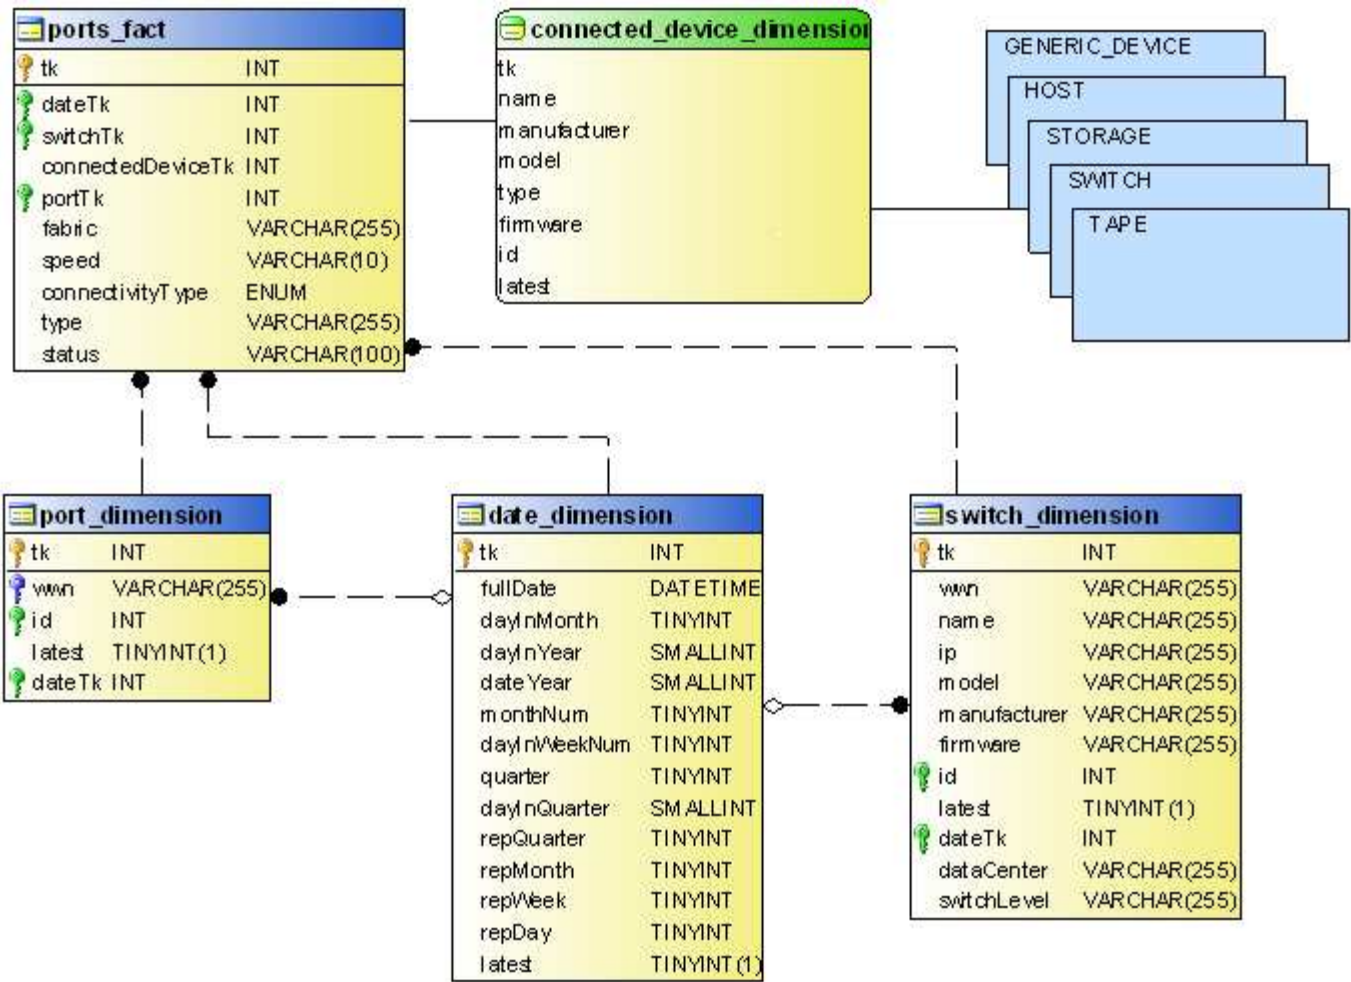 ports_fact
tk INT
dateTk INT
switchTk INT
connectedDeviceTk INT
portTk INT
fabric VARCHAR(255)
speed VARCHAR(10)
connectivityType ENUM
type VARCHAR(255)
status VARCHAR(100)
connected_device_dimension
tk
name
manufacturer
model
type
firmware
id
latest
GENERIC_DEVICE
HOST
STORAGE
SWITCH
TAPE
port_dimension
tk INT
wwn VARCHAR(255)
id INT
latest TINYINT(1)
dateTk INT
date_dimension
tk INT
fullDate DATETIME
dayInMonth TINYINT
dayInYear SMALLINT
dateYear SMALLINT
monthNum TINYINT
dayInWeekNum TINYINT
quarter TINYINT
dayInQuarter SMALLINT
repQuarter TINYINT
repMonth TINYINT
repWeek TINYINT
repDay TINYINT
latest TINYINT(1)
switch_dimension
tk INT
wwn VARCHAR(255)
name VARCHAR(255)
ip VARCHAR(255)
model VARCHAR(255)
manufacturer VARCHAR(255)
firmware VARCHAR(255)
id INT
latest TINYINT(1)
dateTk INT
dataCenter VARCHAR(255)
switchLevel VARCHAR(255)